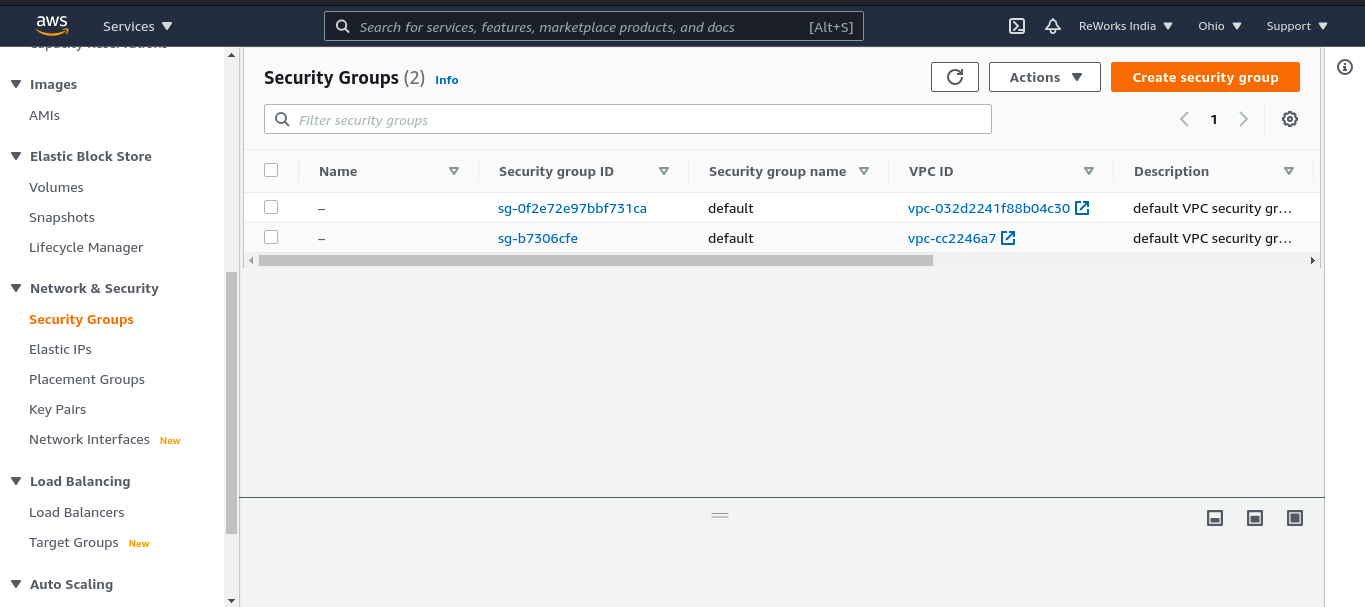 aws Services Search for services, features, marketplace products, and docs [Alt+S] ReWorks India Ohio Support
Capacity Reservations
Images
AMIs
Elastic Block Store
Volumes
Snapshots
Lifecycle Manager
Network & Security
Security Groups
Elastic IPs
Placement Groups
Key Pairs
Network Interfaces New
Load Balancing
Load Balancers
Target Groups New
Auto Scaling
Security Groups (2) Info Actions Create security group
Filter security groups 1
Name Security group ID Security group name VPC ID Description
– sg-0f2e72e97bbf731ca default vpc-032d2241f88b04c30 default VPC security gr...
– sg-b7306cfe default vpc-cc2246a7 default VPC security gr...